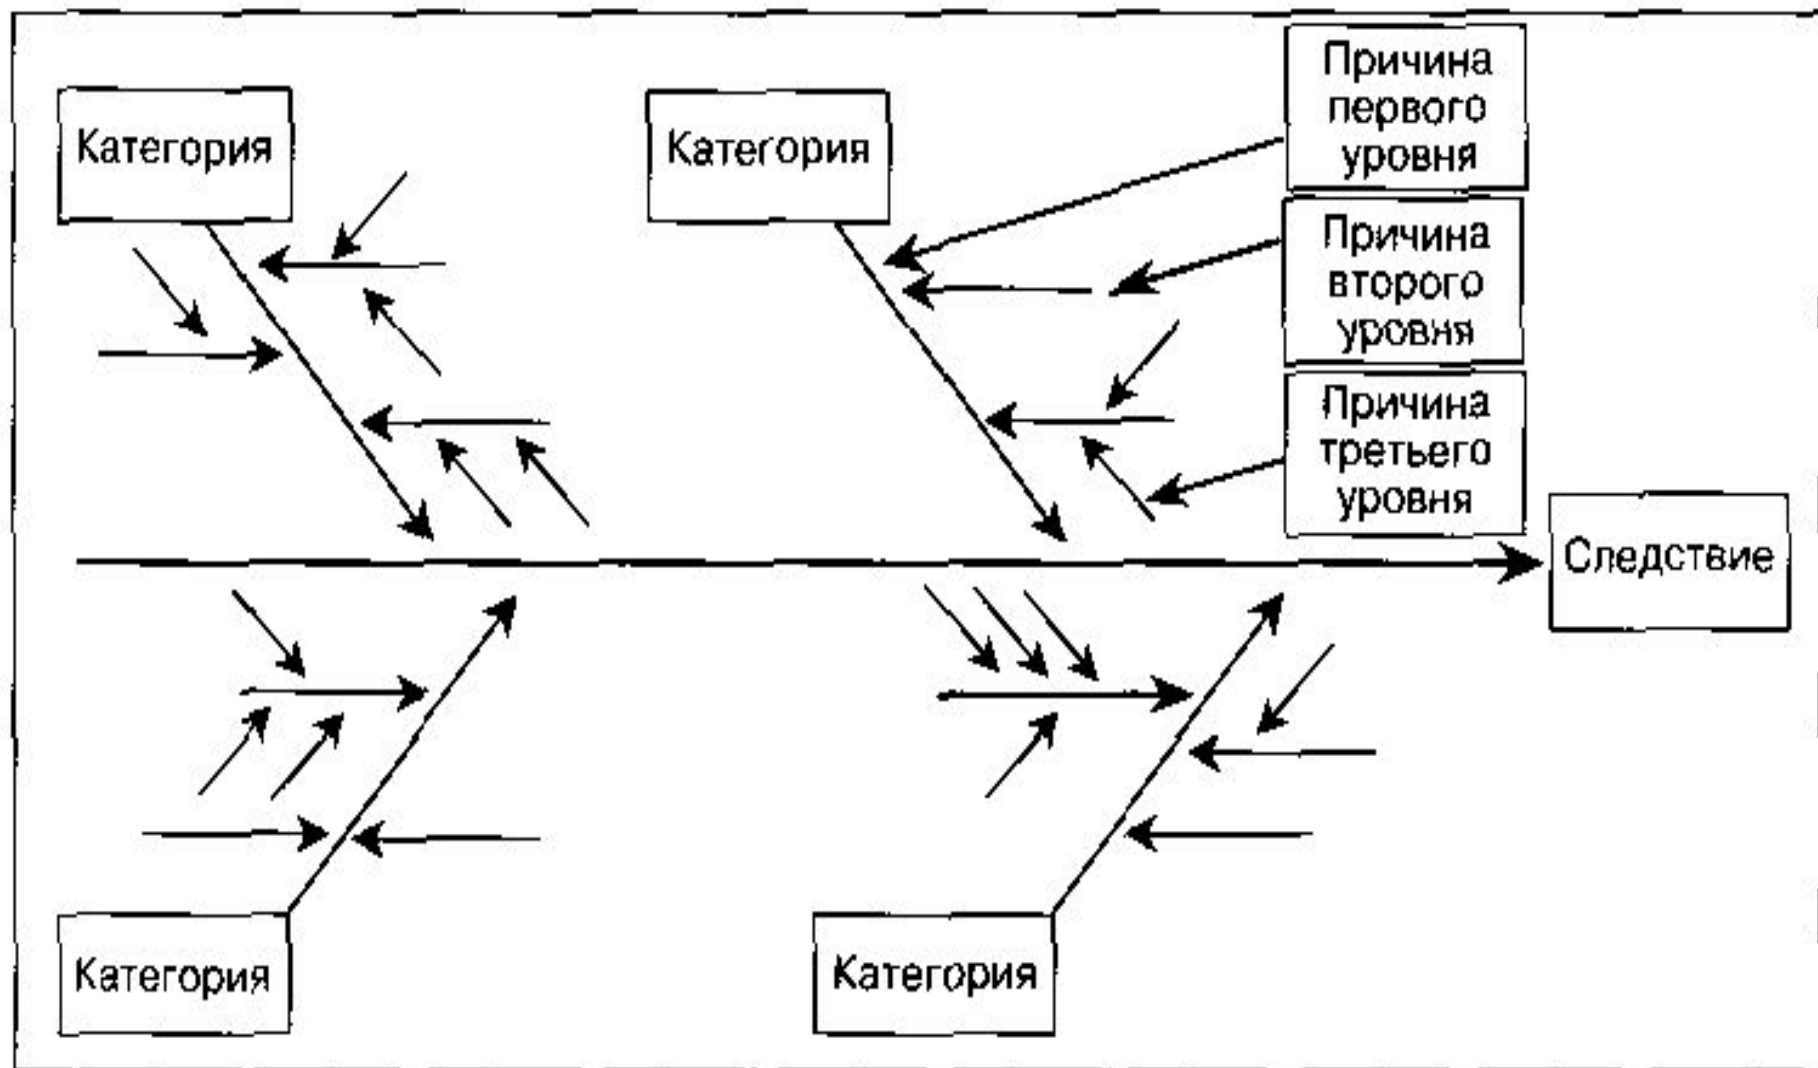 Категория
Категория
Причина
первого
уровня
Причина
второго
уровня
Причина
третьего
уровня
Следствие
Категория
Категория